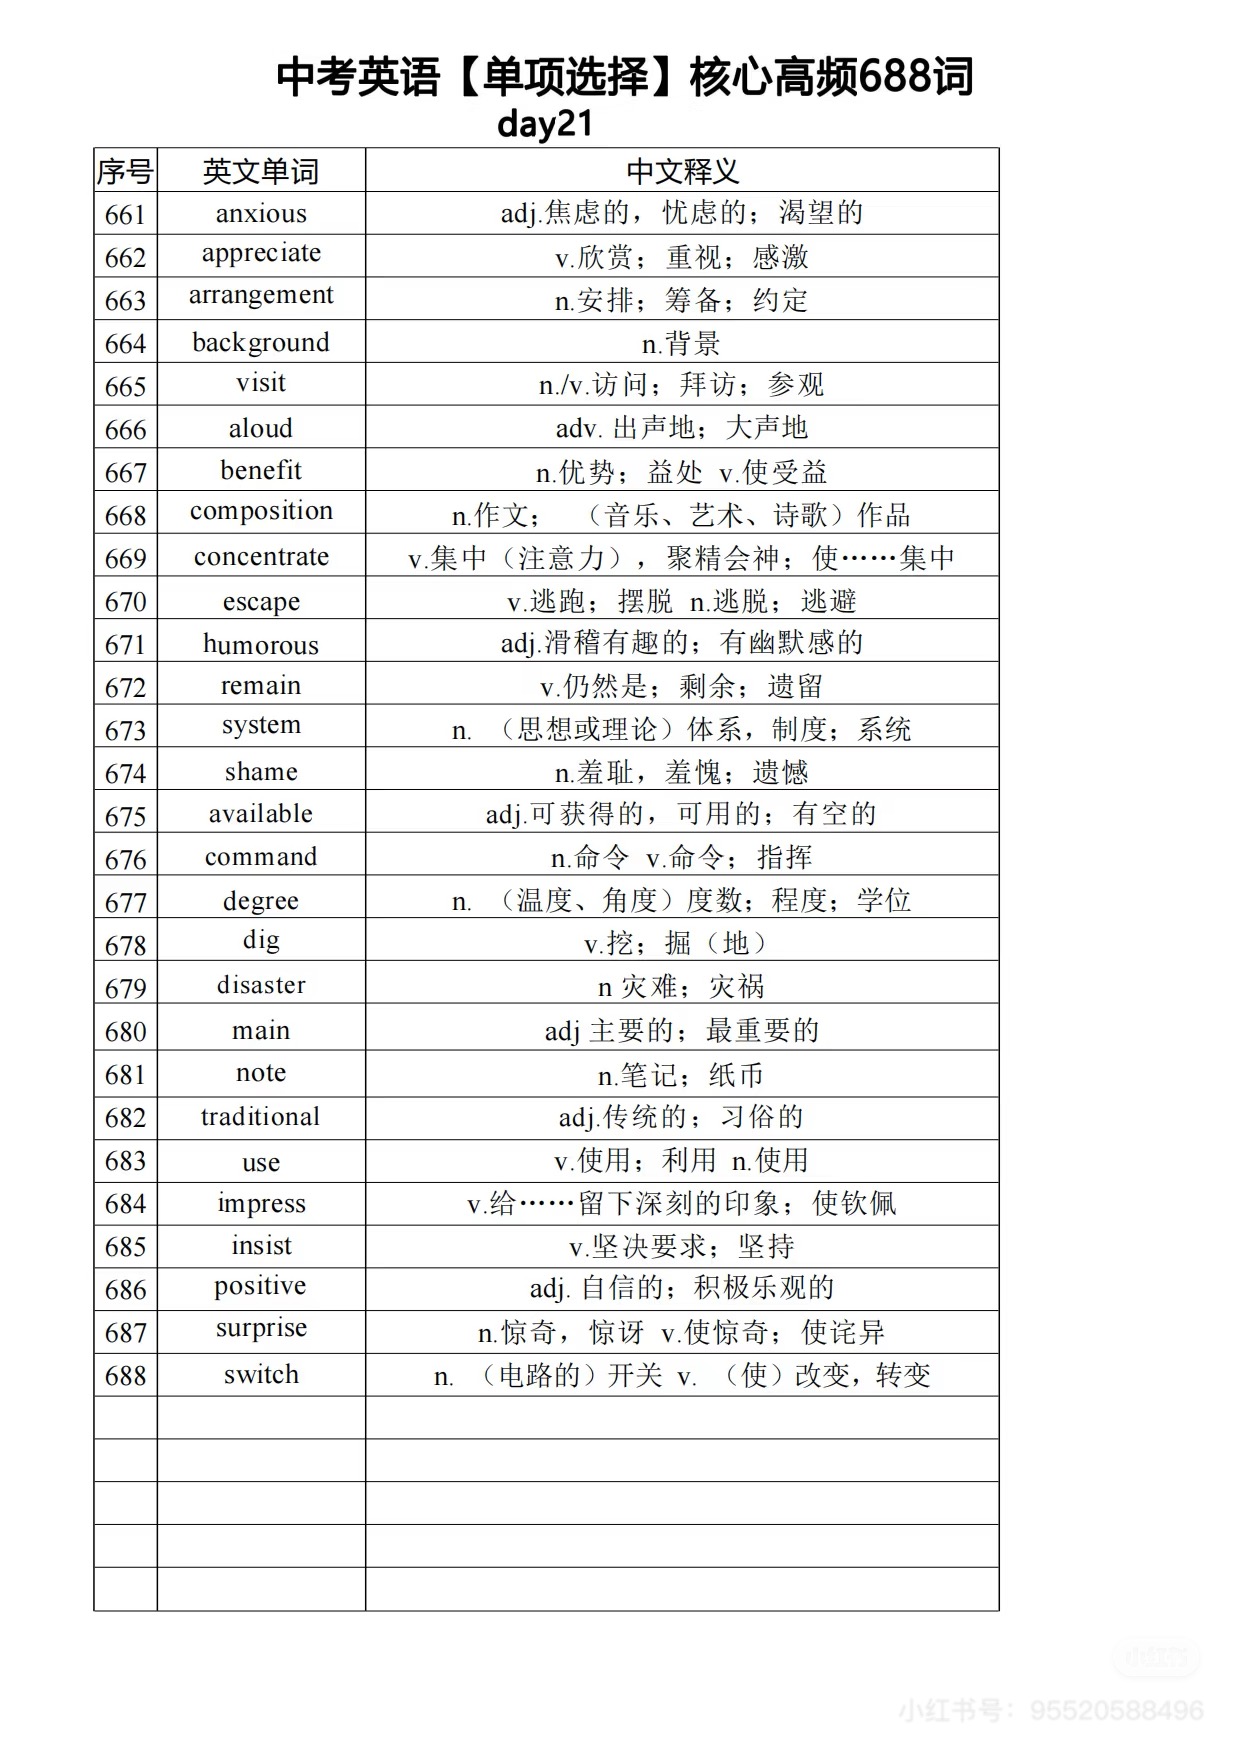 中考英语【单项选择】核心高频688词
day21
序号 英文单词 中文释义
661 anxious adj.焦虑的，忧虑的；渴望的
662 appreciate v.欣赏；重视；感激
663 arrangement n.安排；筹备；约定
664 background n.背景
665 visit n./v.访问；拜访；参观
666 aloud adv. 出声地；大声地
667 benefit n.优势；益处 v.使受益
668 composition n.作文； （音乐、艺术、诗歌）作品
669 concentrate v.集中（注意力），聚精会神；使……集中
670 escape v.逃跑；摆脱 n.逃脱；逃避
671 humorous adj.滑稽有趣的；有幽默感的
672 remain v.仍然是；剩余；遗留
673 system n. （思想或理论）体系，制度；系统
674 shame n.羞耻，羞愧；遗憾
675 available adj.可获得的，可用的；有空的
676 command n.命令 v.命令；指挥
677 degree n. （温度、角度）度数；程度；学位
678 dig v.挖；掘（地）
679 disaster n 灾难；灾祸
680 main adj 主要的；最重要的
681 note n.笔记；纸币
682 traditional adj.传统的；习俗的
683 use v.使用；利用 n.使用
684 impress v.给……留下深刻的印象；使钦佩
685 insist v.坚决要求；坚持
686 positive adj. 自信的；积极乐观的
687 surprise n.惊奇，惊讶 v.使惊奇；使诧异
688 switch n. （电路的）开关 v. （使）改变，转变
小红书
小红书号：95520588496